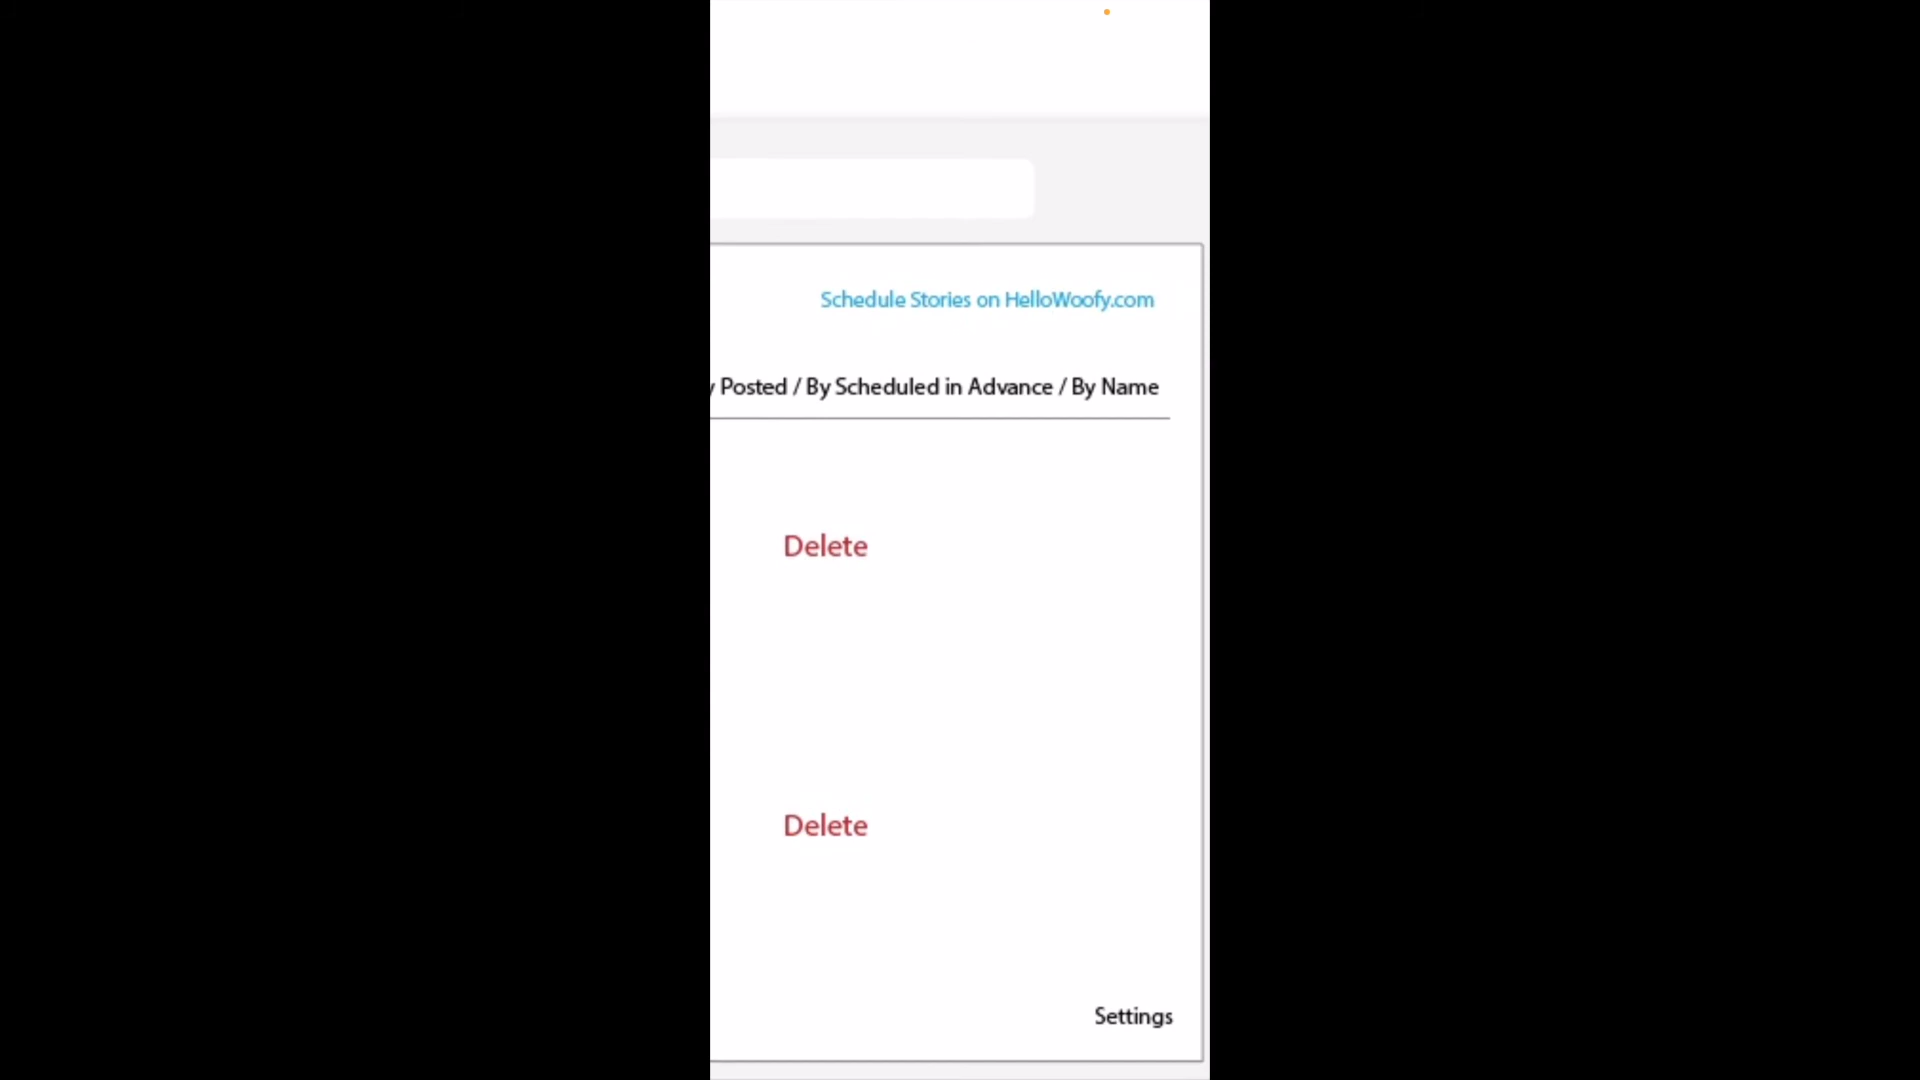 Schedule Stories on HelloWoofy.com
Posted / By Scheduled in Advance / By Name
Delete
Delete
Settings